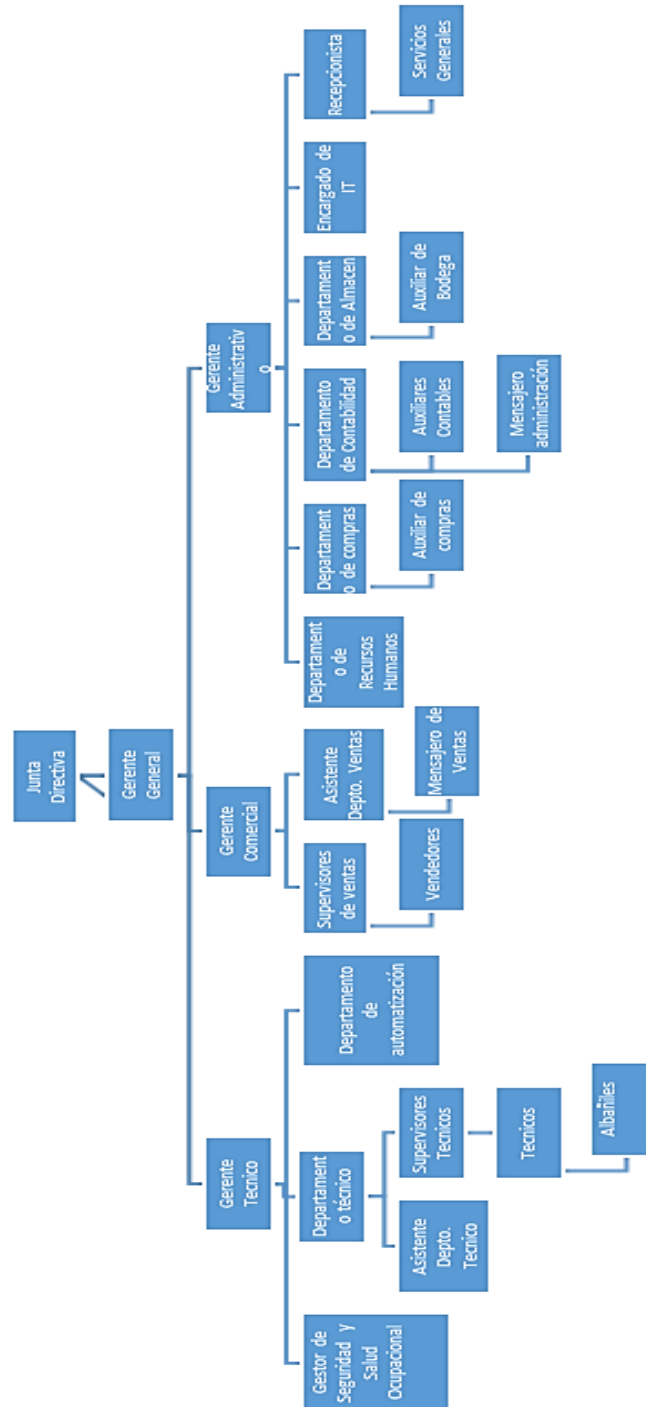 Junta
Directiva
Gerente
General
Gerente
Tecnico
Gerente
Comercial
Gerente
Administrativ
o
Gestor de
Seguridad y
Salud
Ocupacional
Departament
o técnico
Departamento
de
automatización
Supervisores
de ventas
Asistente
Depto. Ventas
Departament
o de
Recursos
Humanos
Departament
o de compras
Departamento
de Contabilidad
Departament
o de Almacen
Encargado de
IT
Recepcionista
Asistente
Depto.
Tecnico
Supervisores
Tecnicos
Vendedores
Mensajero de
Ventas
Auxiliar de
compras
Auxiliares
Contables
Auxiliar de
Bodega
Servicios
Generales
Tecnicos
Mensajero
administración
Albañiles